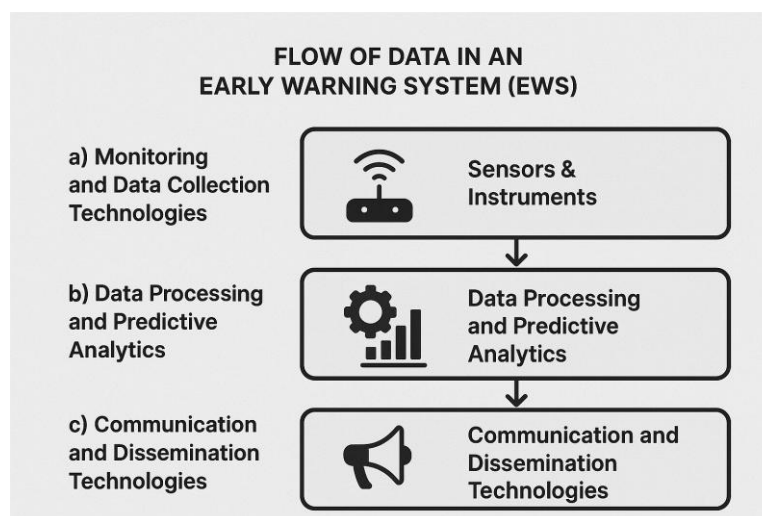 FLOW OF DATA IN AN
EARLY WARNING SYSTEM (EWS)
a) Monitoring
and Data Collection
Technologies
Sensors &
Instruments
b) Data Processing
and Predictive
Analytics
Data Processing
and Predictive
Analytics
c) Communication
and Dissemination
Technologies
Communication and
Dissemination
Technologies